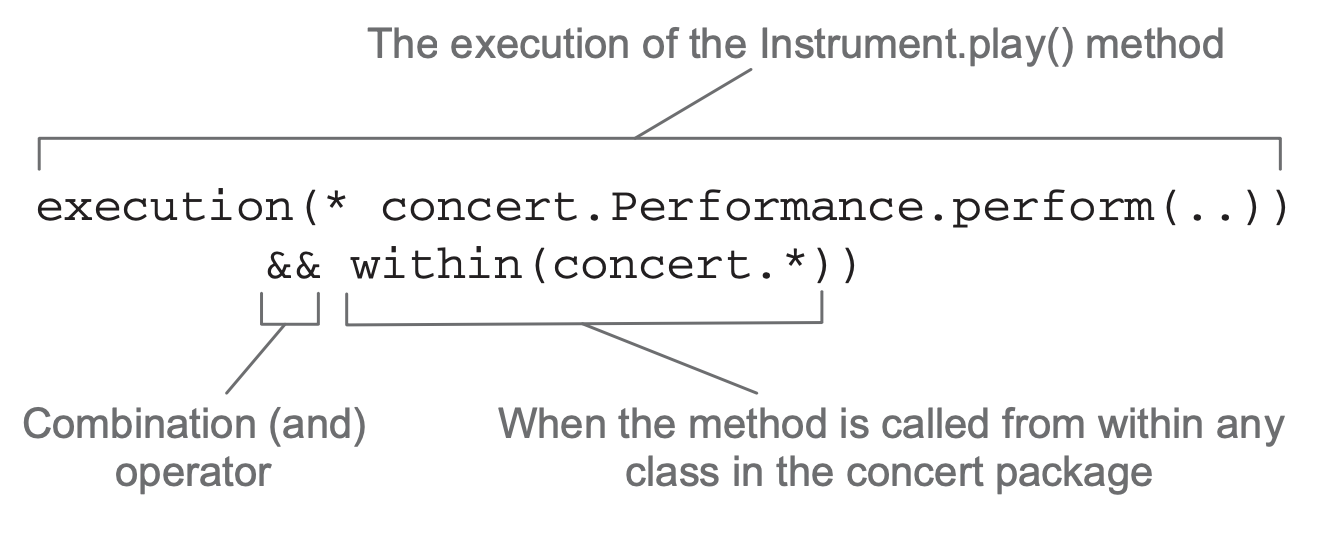 The execution of the Instrument.play() method
execution(* concert.Performance.perform(..))
&& within(concert.*))
Combination (and)
operator
When the method is called from within any
class in the concert package